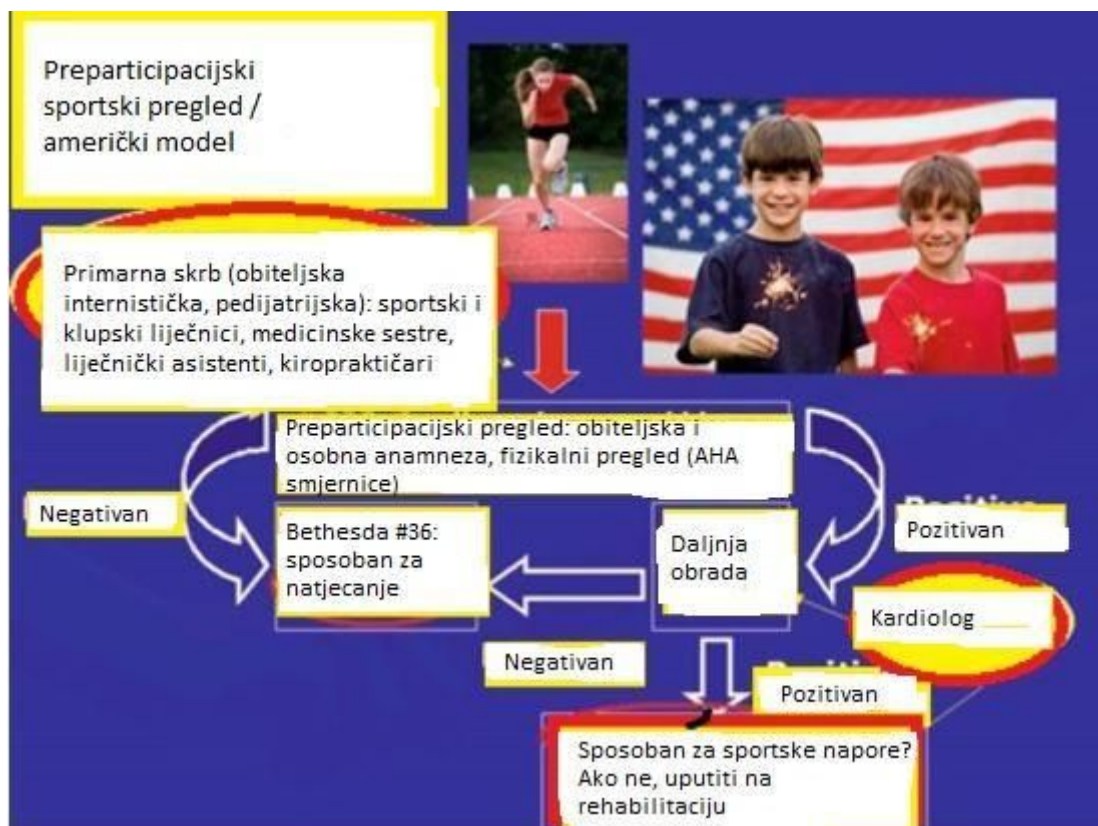 Preparticipacijski
sportski pregled /
američki model
Primarna skrb (obiteljska
internistička, pedijatrijska): sportski i
klupski liječnici, medicinske sestre,
liječnički asistenti, kiropraktičari
Preparticipacijski pregled: obiteljska i
osobna anamneza, fizikalni pregled (AHA
smjernice)
Negativan
Bethesda #36:
sposoban za
natjecanje
Daljnja
obrada
Pozitivan
Kardiolog
Negativan
Pozitivan
Sposoban za sportske napore?
Ako ne, uputiti na
rehabilitaciju